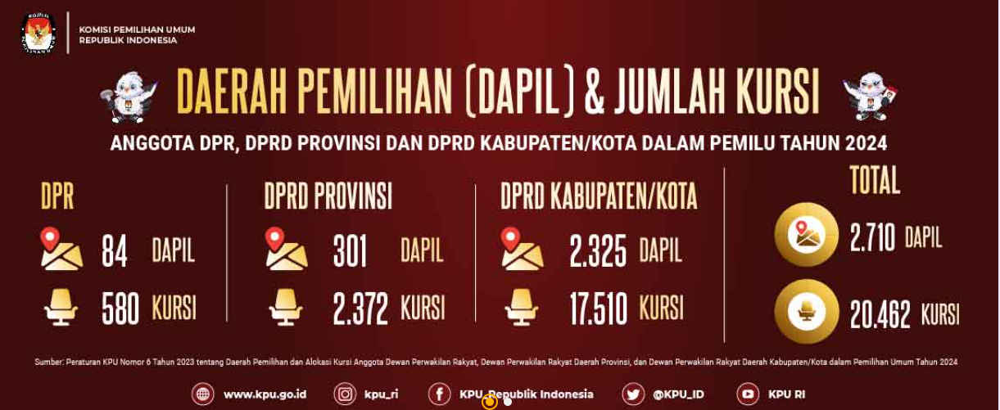 KOMISI PEMILIHAN UMUM
REPUBLIK INDONESIA
DAERAH PEMILIHAN (DAPIL) & JUMLAH KURSI
ANGGOTA DPR, DPRD PROVINSI DAN DPRD KABUPATEN/KOTA DALAM PEMILU TAHUN 2024
DPR
84 DAPIL
580 KURSI
DPRD PROVINSI
301 DAPIL
2.372 KURSI
DPRD KABUPATEN/KOTA
2.325 DAPIL
17.510 KURSI
TOTAL
2.710 DAPIL
20.462 KURSI
Sumber: Peraturan KPU Nomor 6 Tahun 2023 tentang Daerah Pemilihan dan Alokasi Kursi Anggota Dewan Perwakilan Rakyat, Dewan Perwakilan Rakyat Daerah Provinsi, dan Dewan Perwakilan Rakyat Daerah Kabupaten/Kota dalam Pemilihan Umum Tahun 2024
www.kpu.go.id kpu_ri KPU Republik Indonesia @KPU_ID KPU RI